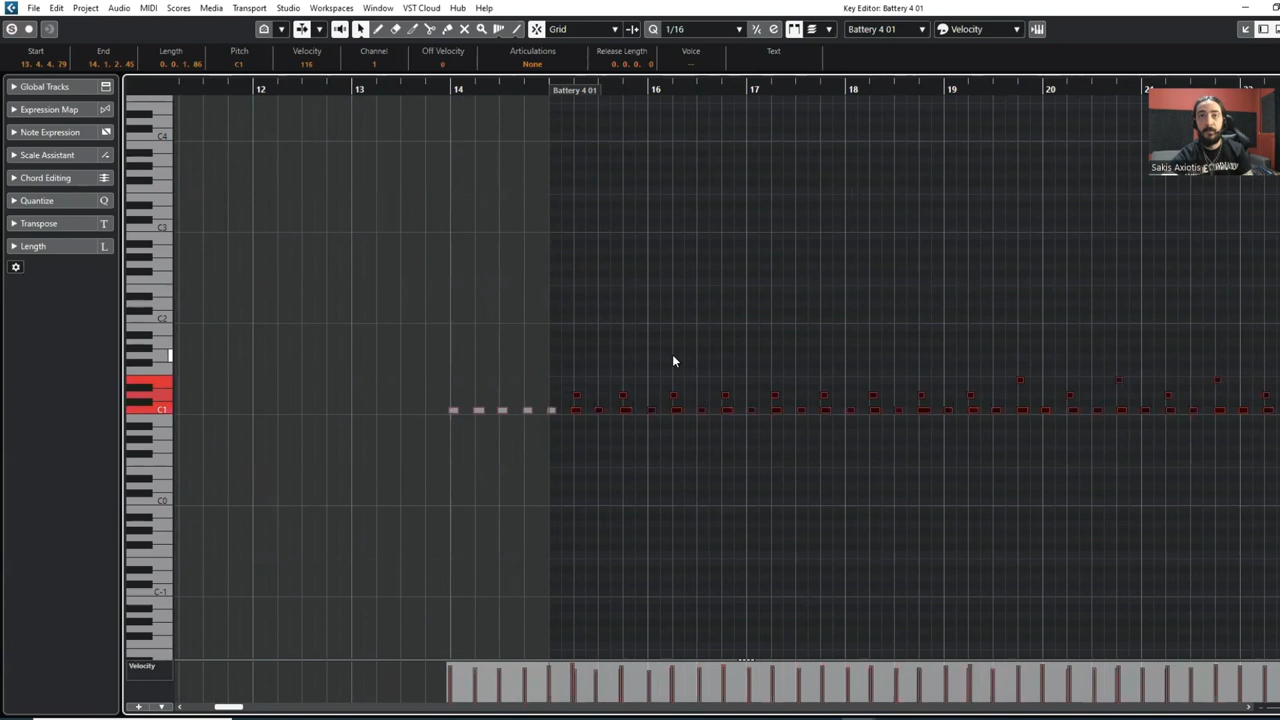 File Edit Project Audio MIDI Scores Media Transport Studio Workspaces Window VST Cloud Hub Help
Key Editor: Battery 4 01
Grid
1/16
Battery 4 01
Velocity
Start End Length Pitch Velocity Channel Off Velocity Articulations Release Length Voice Text
13. 4. 4. 79 14. 1. 2. 45 0. 0. 1. 86 C1 116 1 0 None 0. 0. 0. 0 --
Global Tracks
Expression Map
Note Expression
Scale Assistant
Chord Editing
Quantize Q
Transpose T
Length L
12 13 14 Battery 4 01 16 17 18 19 20
C4
C3
C2
C1
C0
C-1
Sakis Axiotis
Velocity